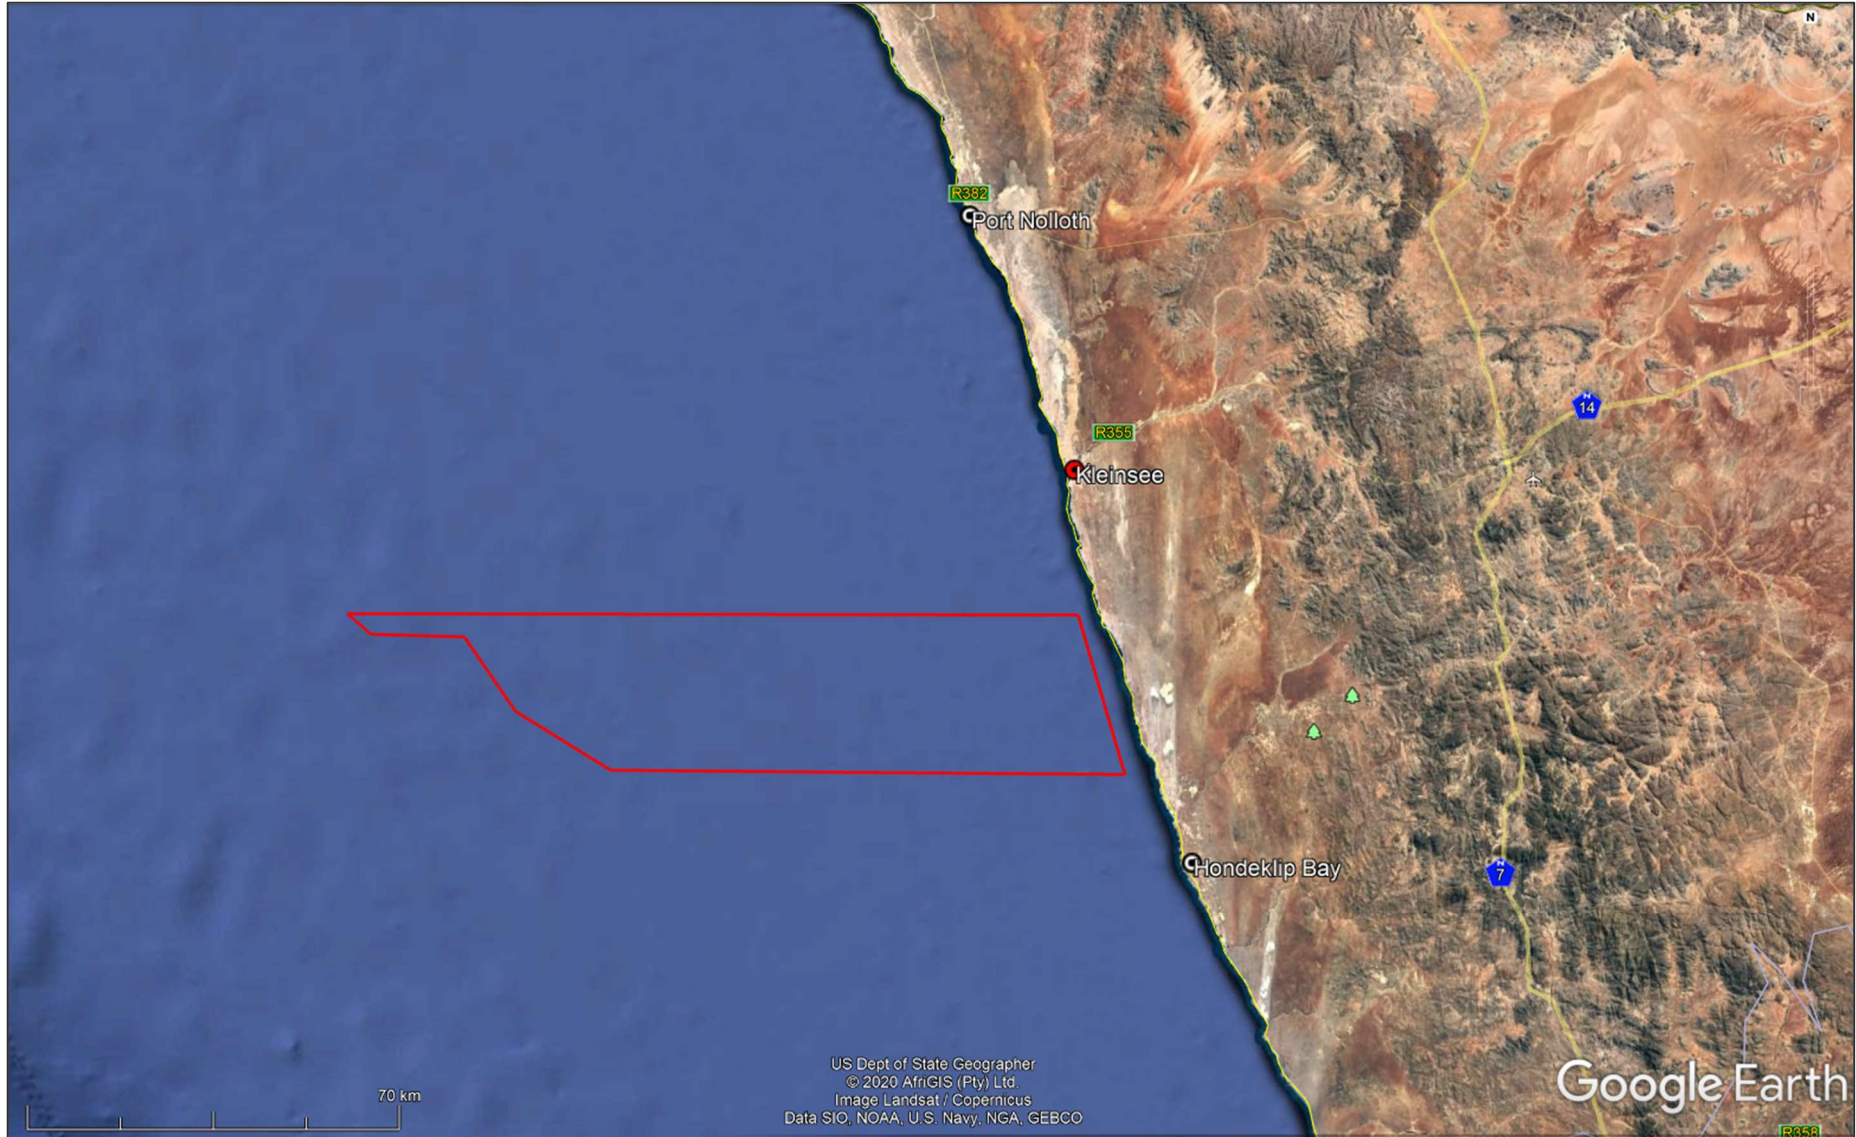 N
R382
Port Nolloth
N
14
R355
Kleinsee
Hondeklip Bay
N
7
US Dept of State Geographer
© 2020 AfriGIS (Pty) Ltd.
Image Landsat / Copernicus
Data SIO, NOAA, U.S. Navy, NGA, GEBCO
Google Earth
70 km
R358